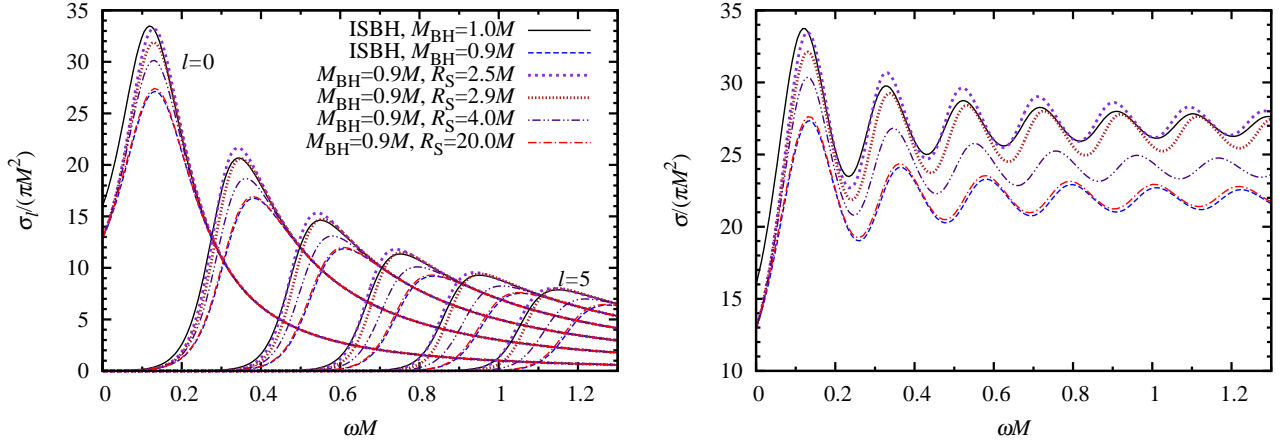 ISBH, M_BH=1.0M
ISBH, M_BH=0.9M
M_BH=0.9M, R_S=2.5M
M_BH=0.9M, R_S=2.9M
M_BH=0.9M, R_S=4.0M
M_BH=0.9M, R_S=20.0M
l=0
l=5
σ_l/(πM²)
35
30
25
20
15
10
5
0
0 0.2 0.4 0.6 0.8 1 1.2
ωM
σ/(πM²)
35
30
25
20
15
10
0 0.2 0.4 0.6 0.8 1 1.2
ωM